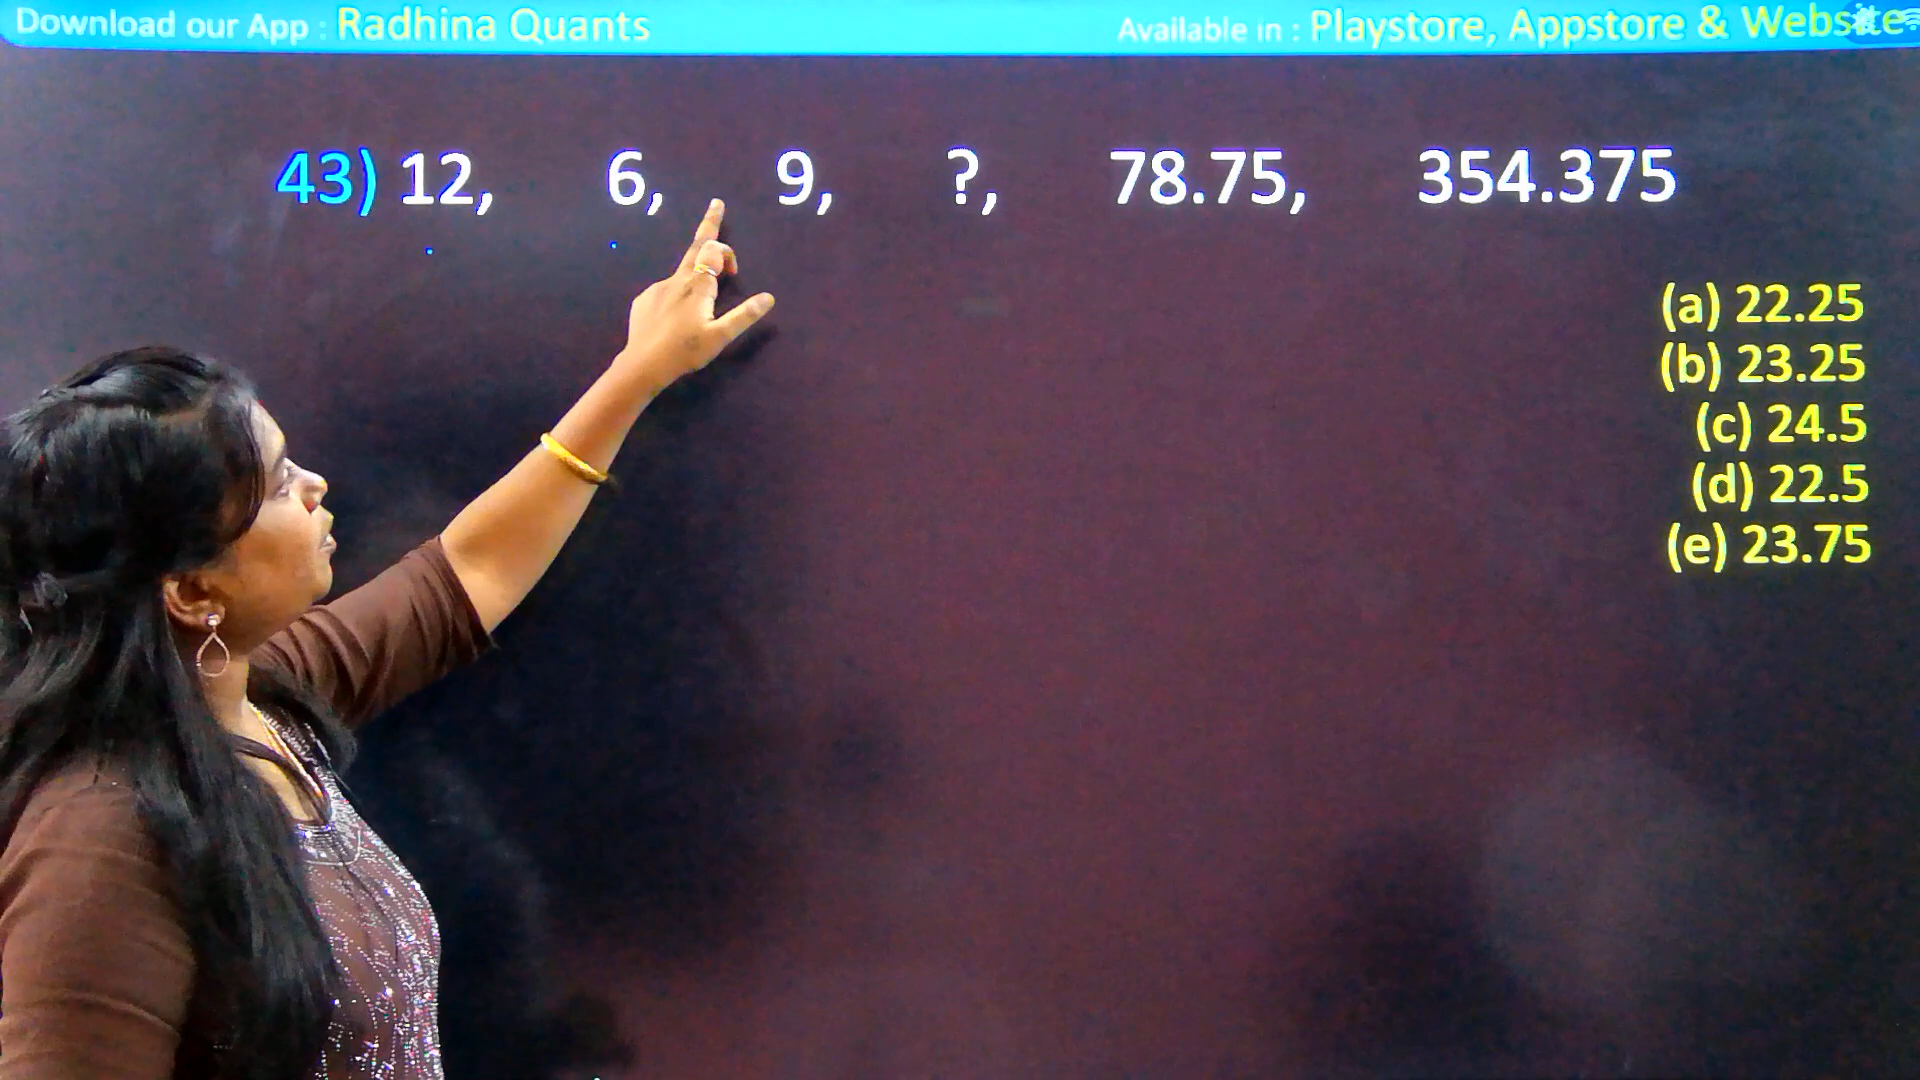 Download our App : Radhina Quants
Available in : Playstore, Appstore & Website
43) 12, 6, 9, ?, 78.75, 354.375
(a) 22.25
(b) 23.25
(c) 24.5
(d) 22.5
(e) 23.75